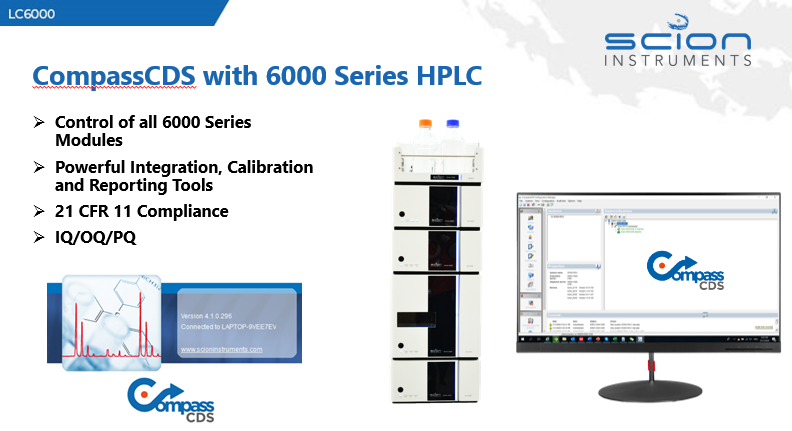 LC6000
SCION
INSTRUMENTS
CompassCDS with 6000 Series HPLC
➢ Control of all 6000 Series
Modules
➢ Powerful Integration, Calibration
and Reporting Tools
➢ 21 CFR 11 Compliance
➢ IQ/OQ/PQ
Version 4.1.0.296
Connected to LAPTOP-9VEE7EV
www.scioninstruments.com
Compass
CDS
Compass
CDS